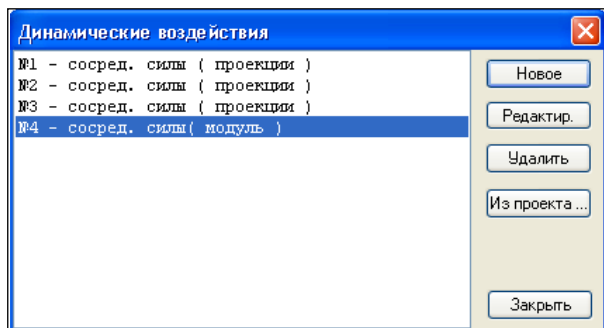 Динамические воздействия
№1 - сосред. силы ( проекции )
№2 - сосред. силы ( проекции )
№3 - сосред. силы ( проекции )
№4 - сосред. силы( модуль )
Новое
Редактир.
Удалить
Из проекта ...
Закрыть